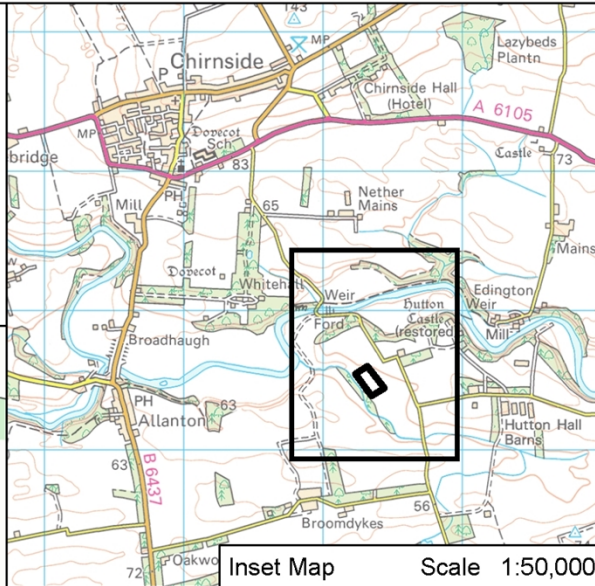 143
MP
Lazybeds
Plantn
Chirnside
P
Chirnside Hall
(Hotel)
A 6105
MP
Dovecot
Sch
Castle
bridge
83
73
PH
Nether
Mains
Mill
65
Mains
Dovecot
Whitehall
Weir
Edington
Weir
Hutton
Castle
(restored)
Ford
Mill
Broadhaugh
PH
63
Allanton
Hutton Hall
Barns
63
B6437
56
Broomdykes
72
Oakwo
Inset Map Scale 1:50,000